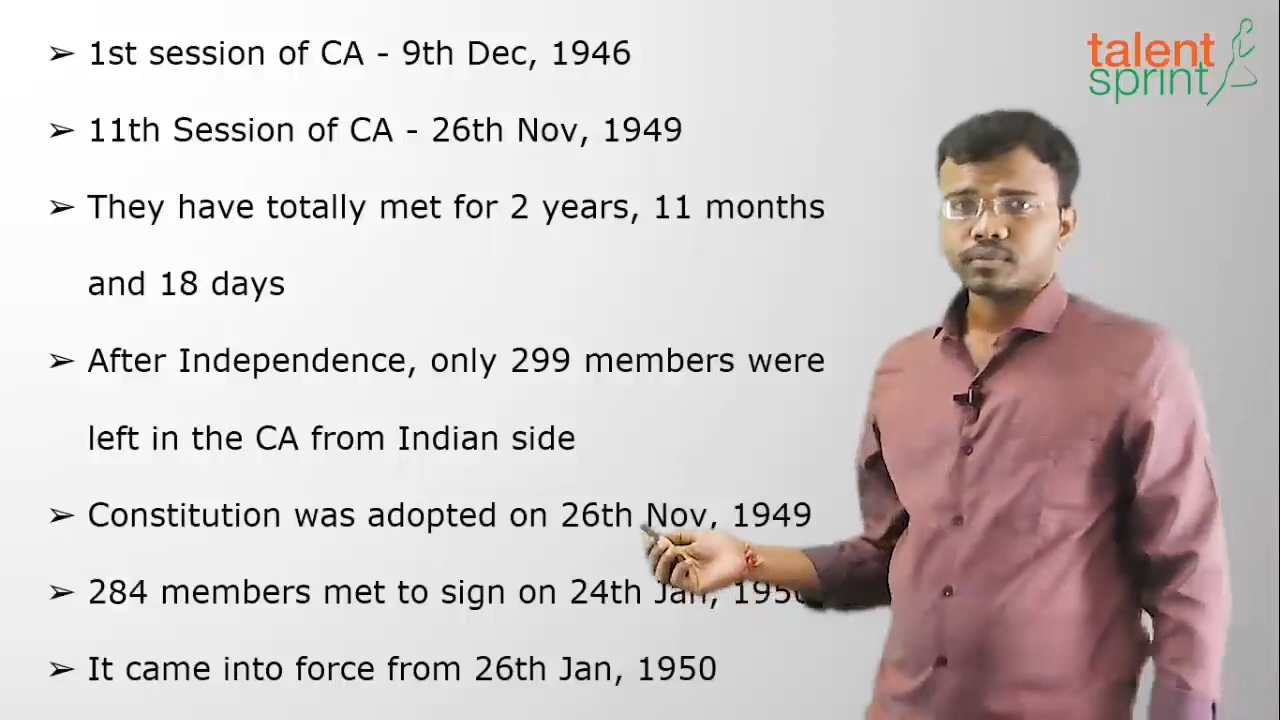 ➢ 1st session of CA - 9th Dec, 1946
talent
sprint
➢ 11th Session of CA - 26th Nov, 1949
➢ They have totally met for 2 years, 11 months
and 18 days
➢ After Independence, only 299 members were
left in the CA from Indian side
➢ Constitution was adopted on 26th Nov, 1949
➢ 284 members met to sign on 24th Jan, 1950
➢ It came into force from 26th Jan, 1950